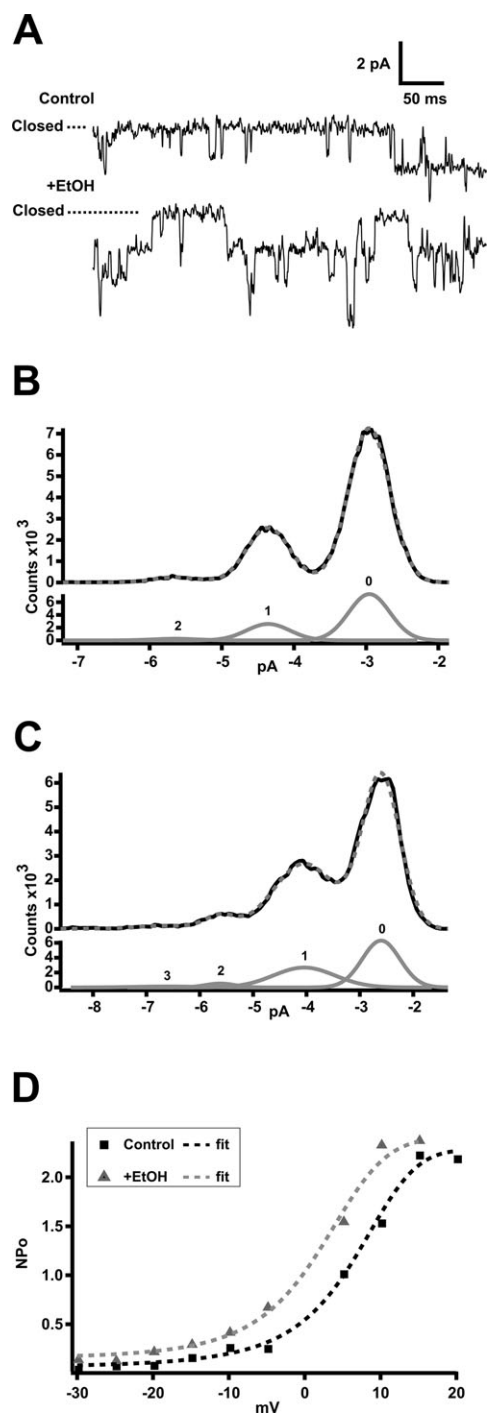 A
2 pA
50 ms
Control
Closed
+EtOH
Closed
B
Counts x10³
7
6
5
4
3
2
1
0
0
1
2
6
4
2
0
-7 -6 -5 -4 -3 -2
pA
C
Counts x10³
6
5
4
3
2
1
0
0
1
2
3
6
4
2
0
-8 -7 -6 -5 -4 -3 -2
pA
D
Control fit
+EtOH fit
NPo
2.0
1.5
1.0
0.5
-30 -20 -10 0 10 20
mV